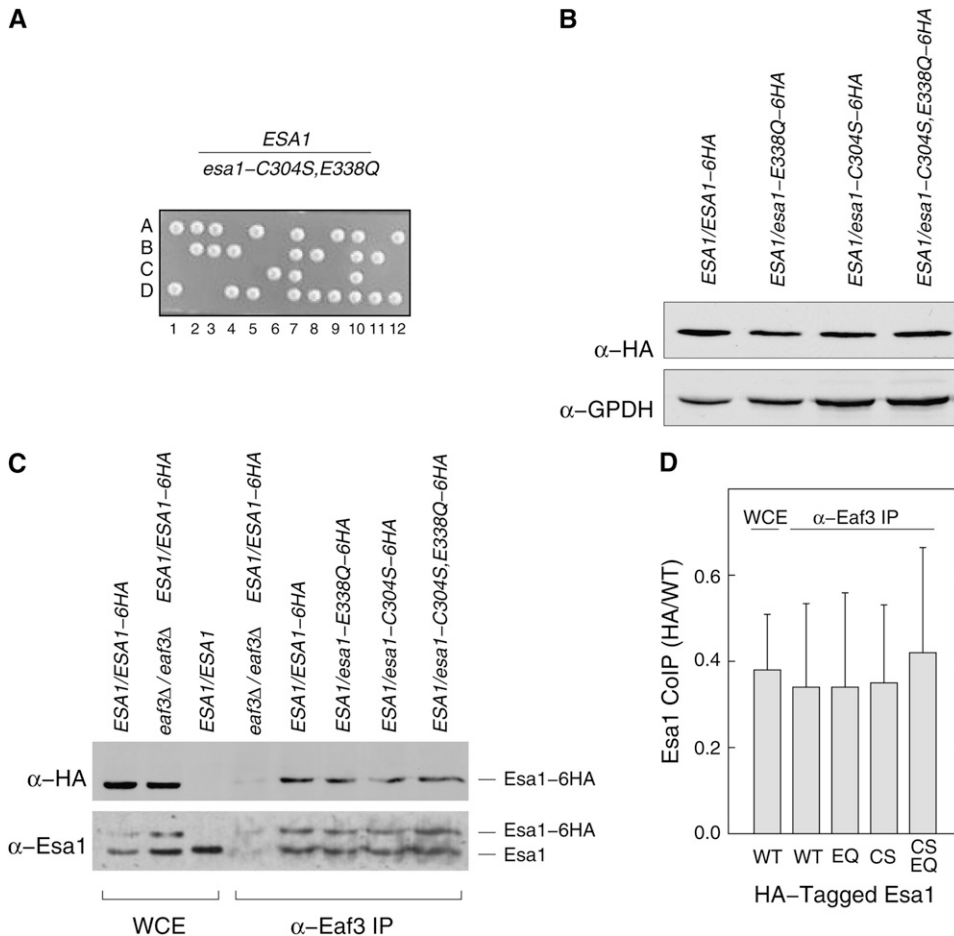 A
ESA1
esa1-C304S,E338Q
A
B
C
D
1 2 3 4 5 6 7 8 9 10 11 12
B
ESA1/ESA1-6HA
ESA1/esa1-E338Q-6HA
ESA1/esa1-C304S-6HA
ESA1/esa1-C304S,E338Q-6HA
α-HA
α-GPDH
C
ESA1/ESA1-6HA
eaf3Δ/eaf3Δ ESA1/ESA1-6HA
ESA1/ESA1
eaf3Δ/eaf3Δ ESA1/ESA1-6HA
ESA1/ESA1-6HA
ESA1/esa1-E338Q-6HA
ESA1/esa1-C304S-6HA
ESA1/esa1-C304S,E338Q-6HA
α-HA
Esa1-6HA
α-Esa1
Esa1-6HA
Esa1
WCE
α-Eaf3 IP
D
WCE α-Eaf3 IP
Esa1 CoIP (HA/WT)
0.6
0.4
0.2
0.0
WT WT EQ CS CS
EQ
HA-Tagged Esa1